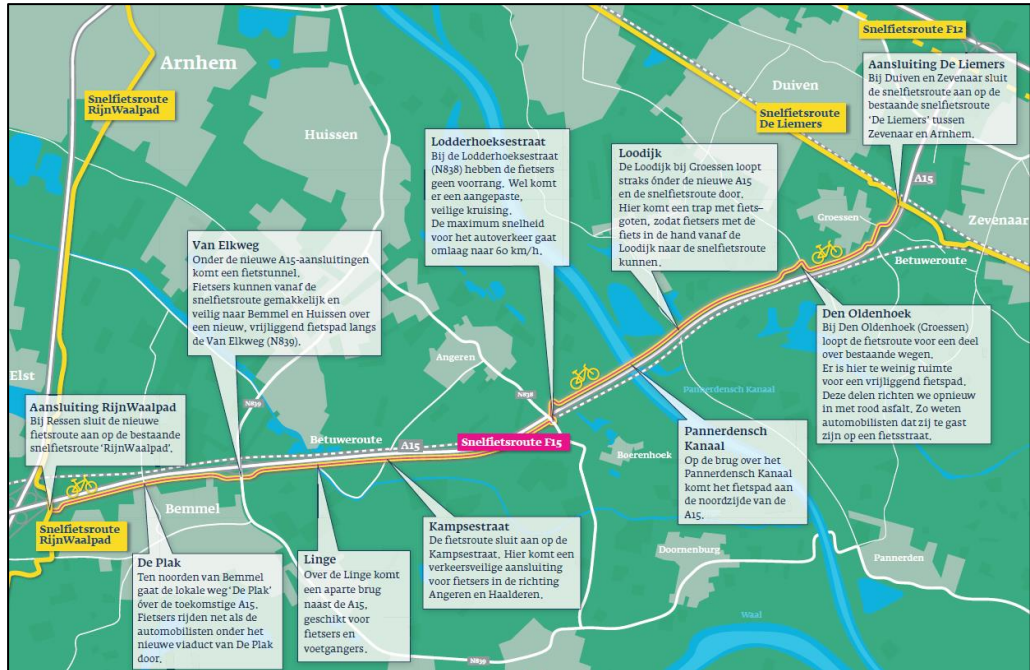 Snelfietsroute F12
Arnhem
Aansluiting De Liemers
Bij Duiven en Zevenaar sluit
de snelfietsroute aan op de
bestaande snelfietsroute
‘De Liemers’ tussen
Zevenaar en Arnhem.
Duiven
Snelfietsroute
RijnWaalpad
Snelfietsroute
De Liemers
Huissen
Lodderhoeksestraat
Bij de Lodderhoeksestraat
(N838) hebben de fietsers
geen voorrang. Wel komt
er een aangepaste,
veilige kruising.
De maximum snelheid
voor het autoverkeer gaat
omlaag naar 60 km/h.
Loodijk
De Loodijk bij Groessen loopt
straks ónder de nieuwe A15
en de snelfietsroute door.
Hier komt een trap met fiets-
goten, zodat fietsers met de
fiets in de hand vanaf de
Loodijk naar de snelfietsroute
kunnen.
A15
Groessen
Zevenaar
Betuweroute
Van Elkweg
Onder de nieuwe A15-aansluitingen
komt een fietstunnel.
Fietsers kunnen vanaf de
snelfietsroute gemakkelijk en
veilig naar Bemmel en Huissen over
een nieuw, vrijliggend fietspad langs
de Van Elkweg (N839).
Den Oldenhoek
Bij Den Oldenhoek (Groessen)
loopt de fietsroute voor een deel
over bestaande wegen.
Er is hier te weinig ruimte
voor een vrijliggend fietspad.
Deze delen richten we opnieuw
in met rood asfalt. Zo weten
automobilisten dat zij te gast
zijn op een fietsstraat.
Angeren
Elst
Pannerdensch Kanaal
N838
N839
Aansluiting RijnWaalpad
Bij Ressen sluit de nieuwe
fietsroute aan op de bestaande
snelfietsroute ‘RijnWaalpad’.
Betuweroute
A15
Snelfietsroute F15
Boerenhoek
Pannerdensch
Kanaal
Op de brug over het
Pannerdensch Kanaal
komt het fietspad aan
de noordzijde van de
A15.
Bemmel
Snelfietsroute
RijnWaalpad
Kampsestraat
De fietsroute sluit aan op de
Kampsestraat. Hier komt een
verkeersveilige aansluiting
voor fietsers in de richting
Angeren en Haalderen.
Doornenburg
Pannerden
De Plak
Ten noorden van Bemmel
gaat de lokale weg ‘De Plak’
óver de toekomstige A15.
Fietsers rijden net als de
automobilisten onder het
nieuwe viaduct van De Plak
door.
Linge
Over de Linge komt
een aparte brug
naast de A15,
geschikt voor
fietsers en
voetgangers.
Waal
N839